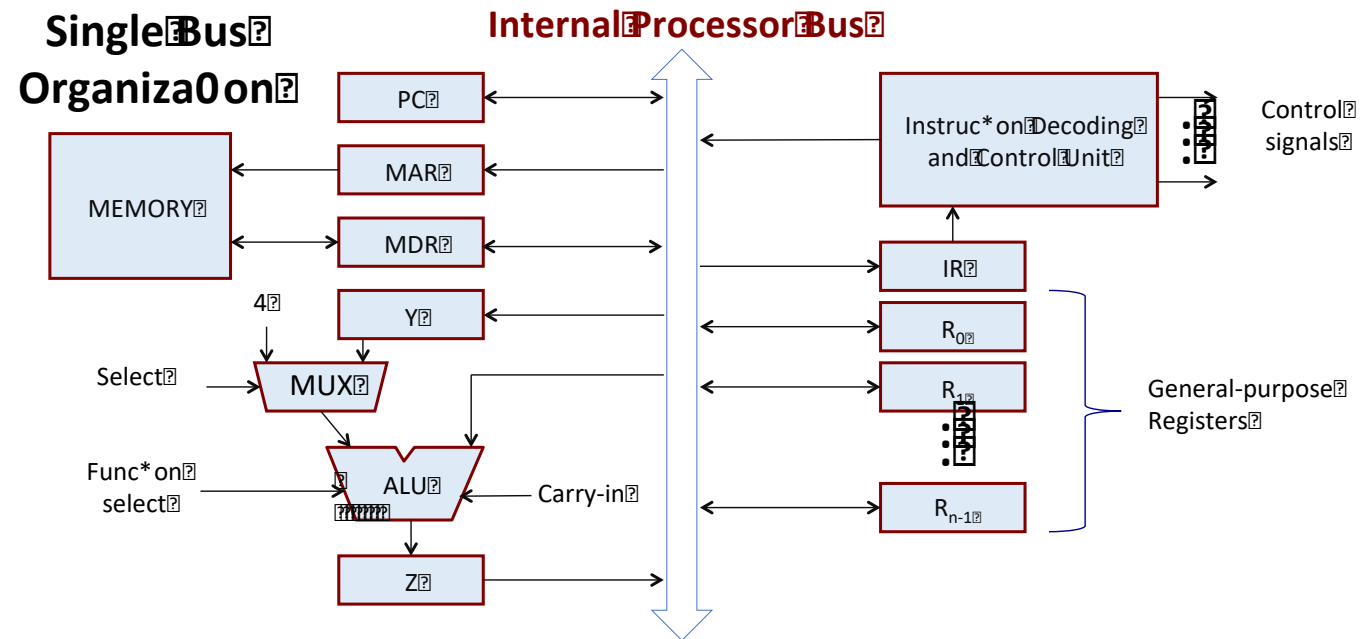 Single⍰Bus⍰
Organiza0on⍰
Internal⍰Processor⍰Bus⍰
PC⍰
MAR⍰
MEMORY⍰
MDR⍰
4⍰
Y⍰
Select⍰
MUX⍰
Func*on⍰
select⍰
ALU⍰
Carry-in⍰
Z⍰
Instruc*on⍰Decoding⍰
and⍰Control⍰Unit⍰
Control⍰
signals⍰
IR⍰
R0⍰
R1⍰
General-purpose⍰
Registers⍰
Rn-1⍰